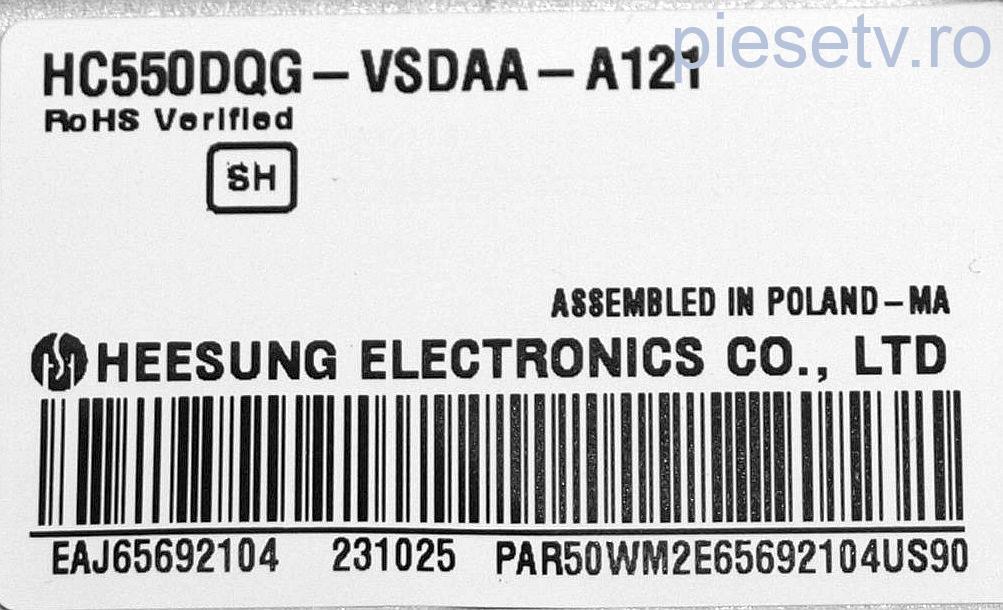 piesetv.ro
HC550DQG-VSDAA-A121
RoHS Verified
SH
ASSEMBLED IN POLAND-MA
HEESUNG ELECTRONICS CO., LTD
EAJ65692104 231025 PAR50WM2E65692104US90